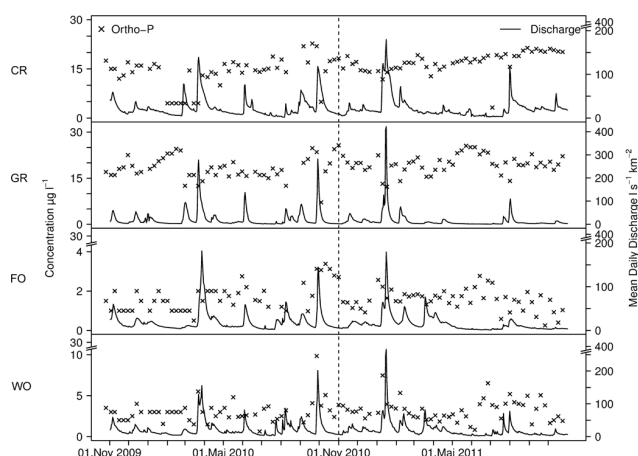 × Ortho−P
— Discharge
30
15
0
CR
400
200
100
0
30
15
0
GR
400
300
200
100
0
30
4
2
0
FO
400
200
100
0
30
10
5
0
WO
400
200
100
0
Concentration µg l⁻¹
Mean Daily Discharge l s⁻¹ km⁻²
01.Nov 2009
01.Mai 2010
01.Nov 2010
01.Mai 2011